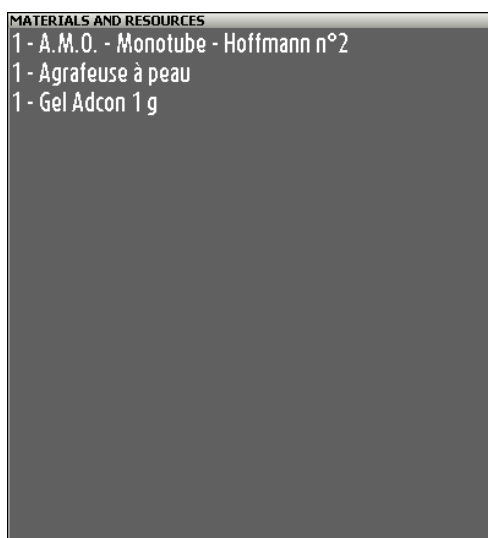 MATERIALS AND RESOURCES
1 - A.M.O. - Monotube - Hoffmann n°2
1 - Agrafeuse à peau
1 - Gel Adcon 1 g